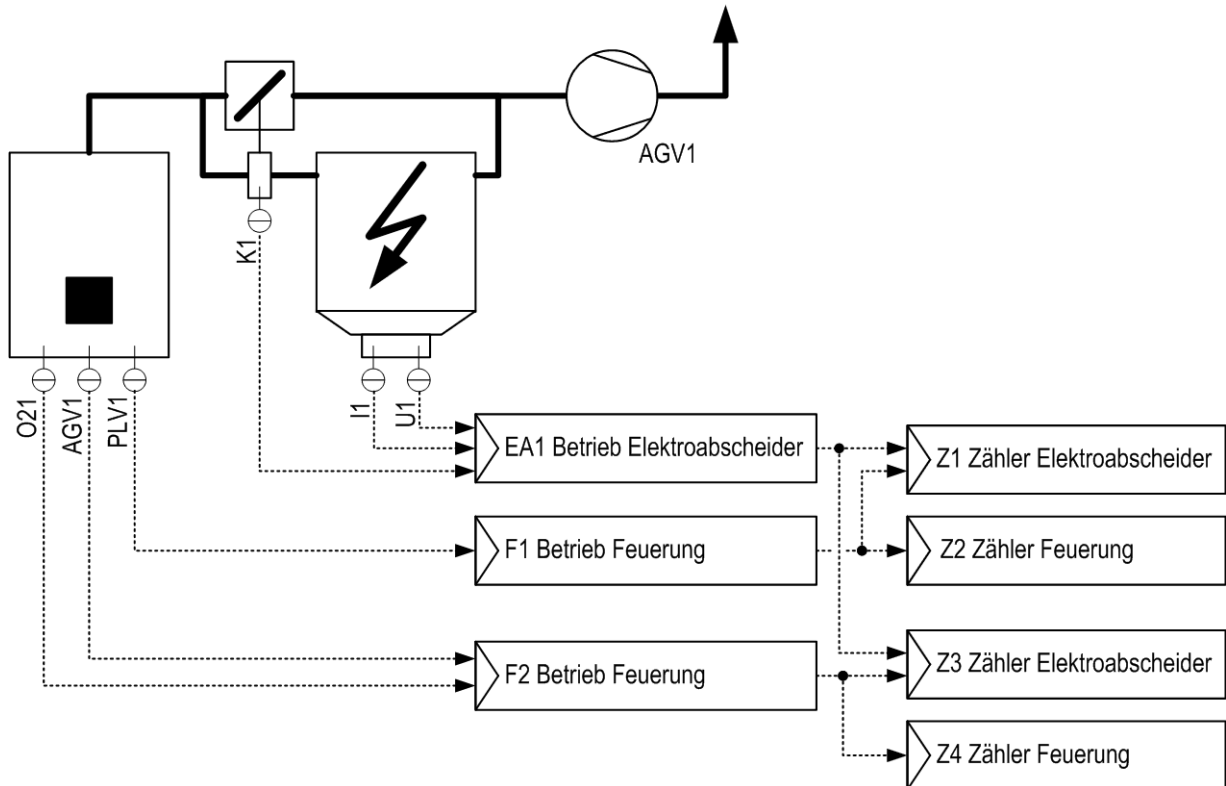 AGV1
K1
O21
AGV1
PLV1
I1
U1
EA1 Betrieb Elektroabscheider
Z1 Zähler Elektroabscheider
F1 Betrieb Feuerung
Z2 Zähler Feuerung
F2 Betrieb Feuerung
Z3 Zähler Elektroabscheider
Z4 Zähler Feuerung